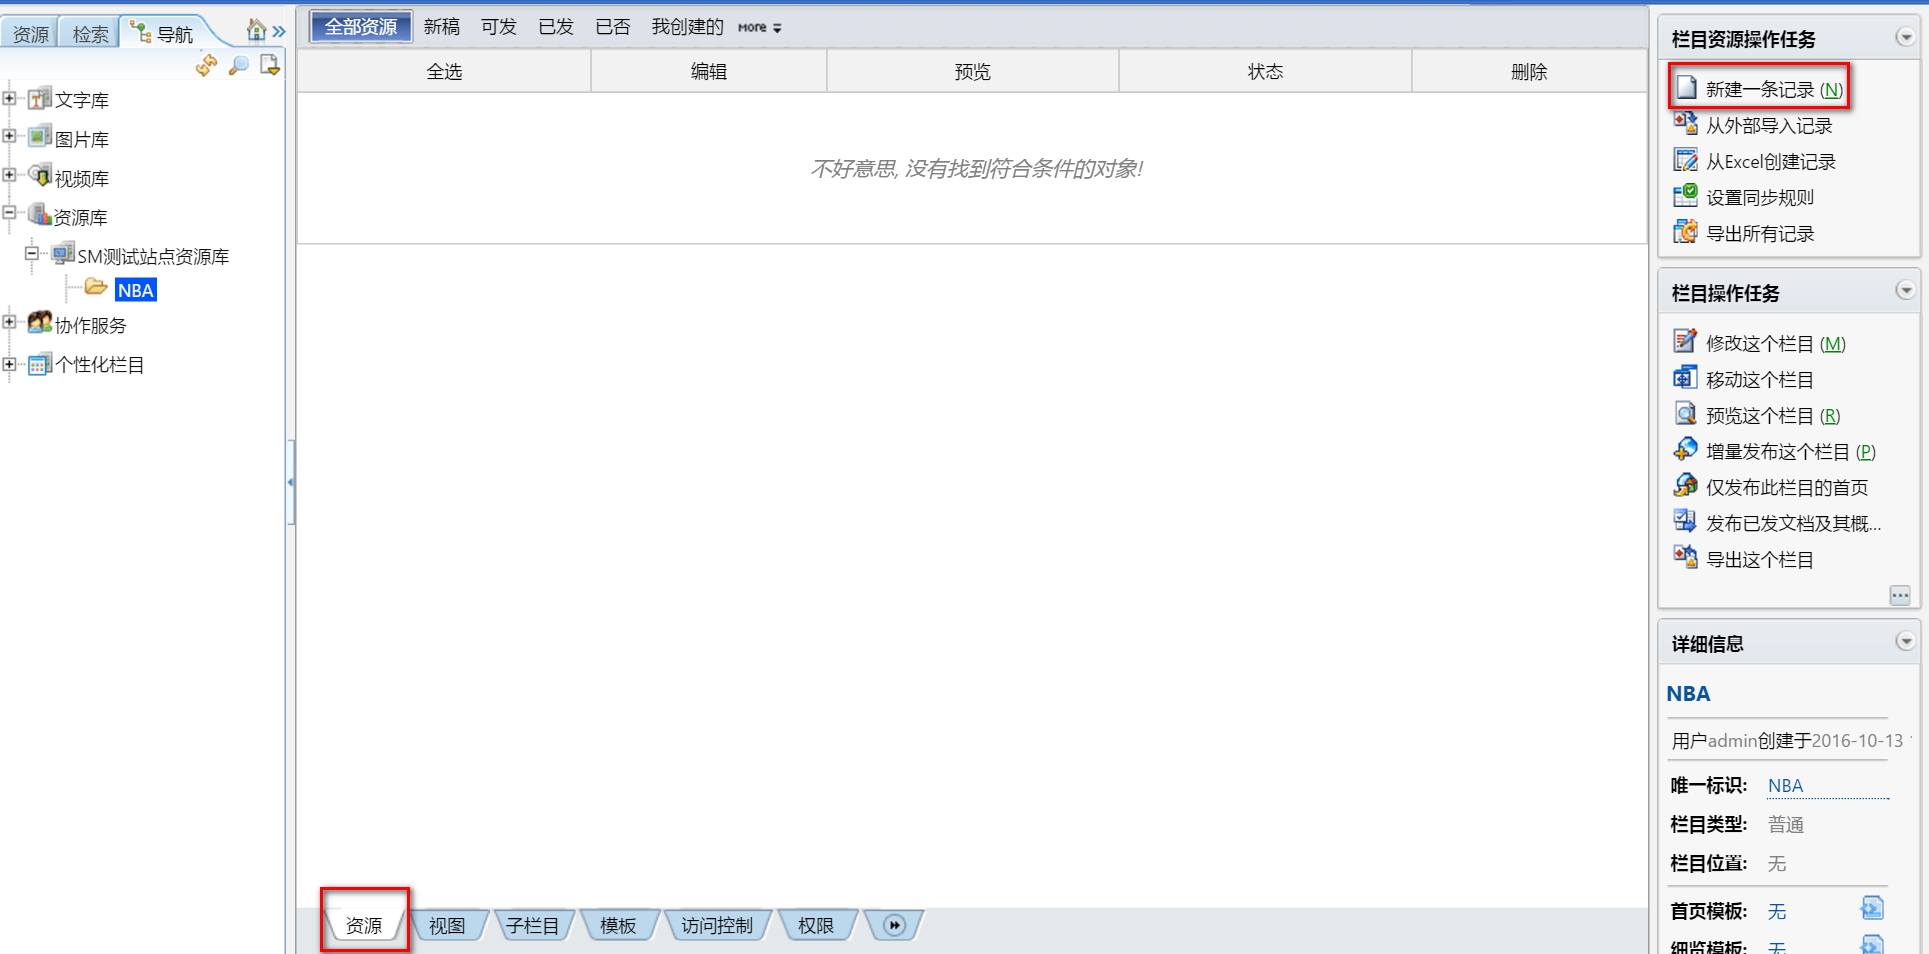 资源 检索 导航
文字库
图片库
视频库
资源库
SM测试站点资源库
NBA
协作服务
个性化栏目
全部资源 新稿 可发 已发 已否 我创建的 More
全选 编辑 预览 状态 删除
不好意思, 没有找到符合条件的对象!
资源 视图 子栏目 模板 访问控制 权限
栏目资源操作任务
新建一条记录 (N)
从外部导入记录
从Excel创建记录
设置同步规则
导出所有记录
栏目操作任务
修改这个栏目 (M)
移动这个栏目
预览这个栏目 (R)
增量发布这个栏目 (P)
仅发布此栏目的首页
发布已发文档及其概...
导出这个栏目
详细信息
NBA
用户admin创建于2016-10-13
唯一标识: NBA
栏目类型: 普通
栏目位置: 无
首页模板: 无
细览模板: 无